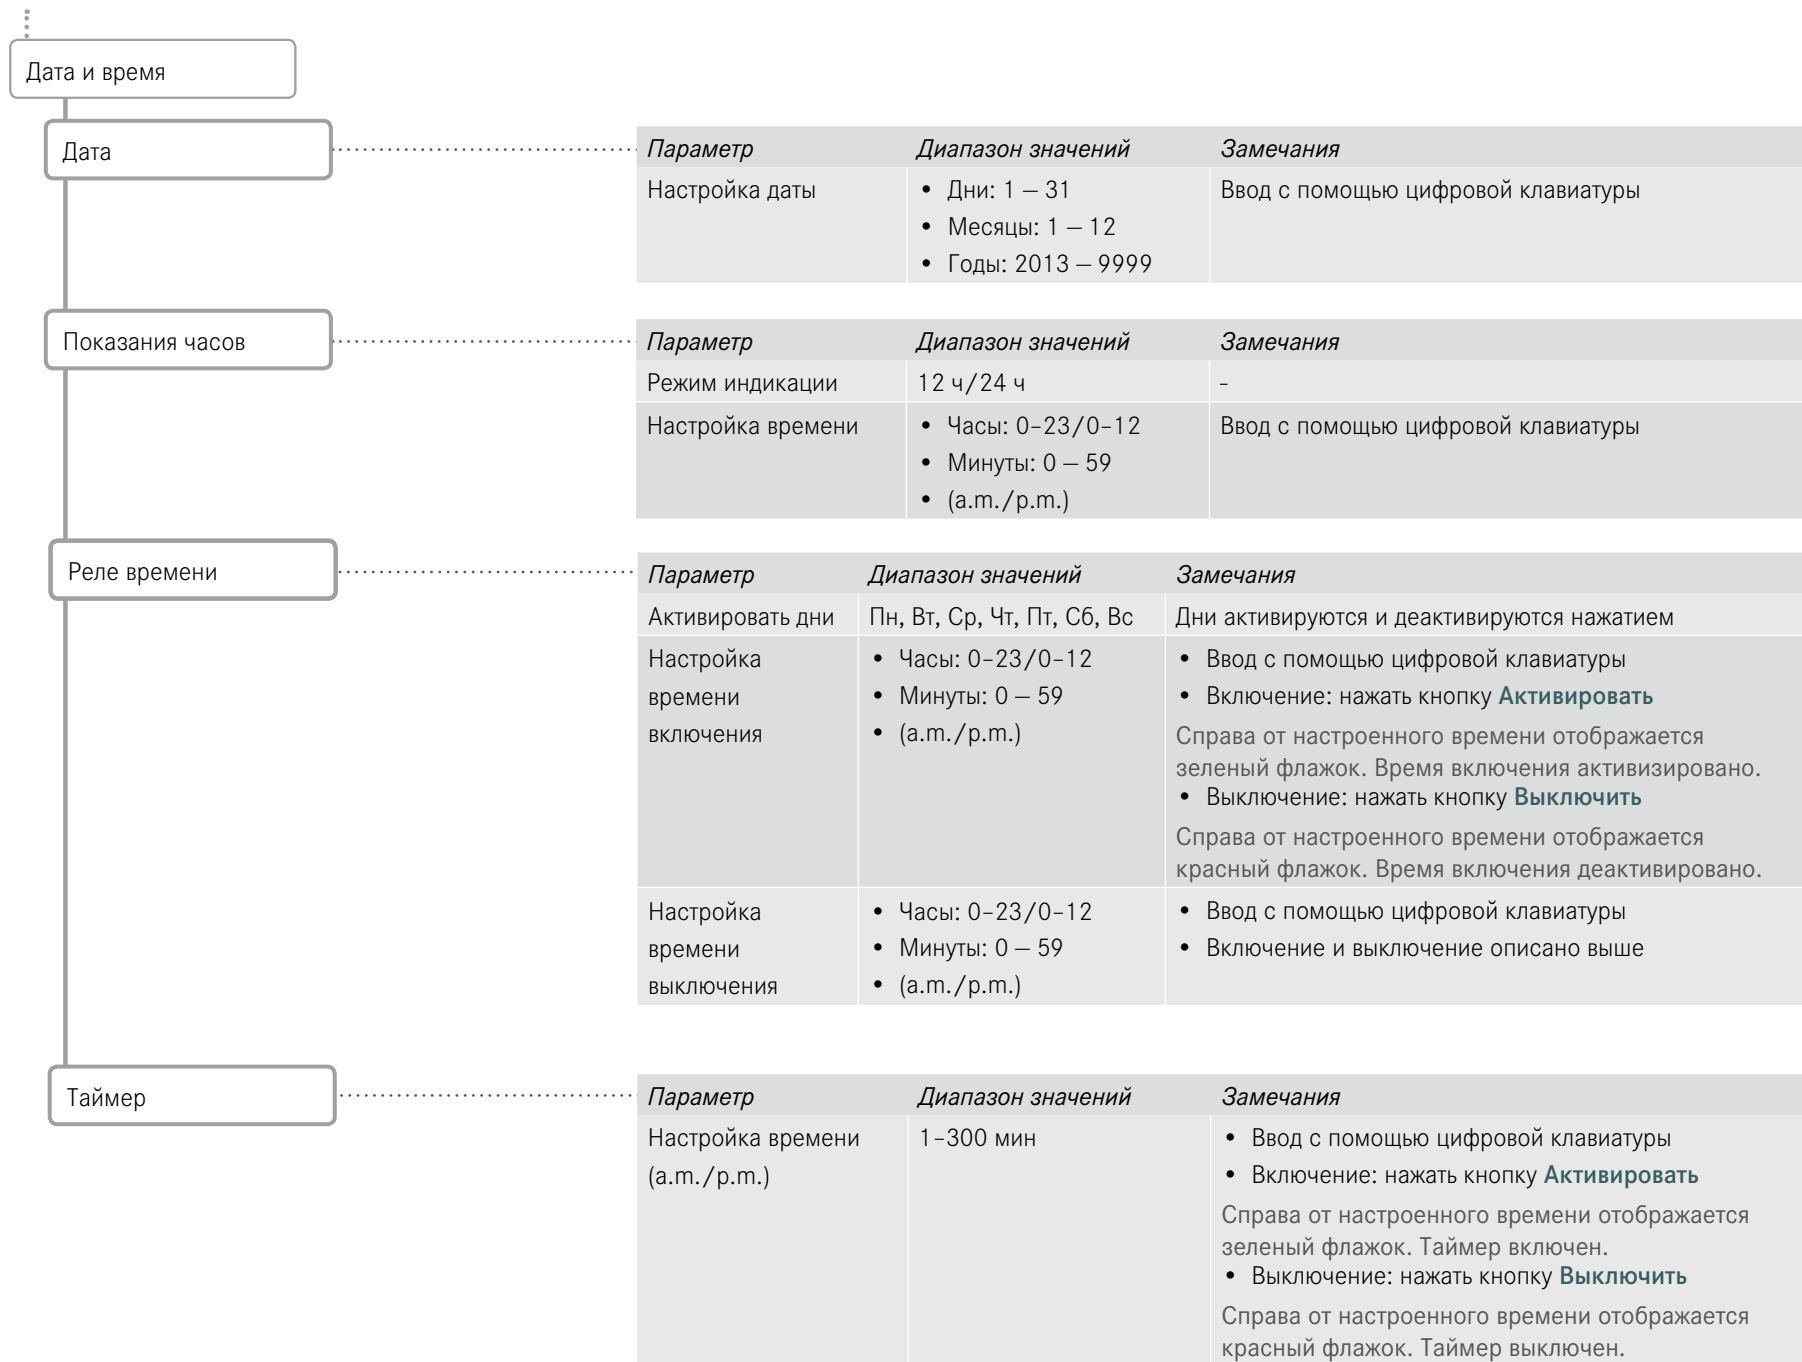 Дата и время
Дата
Параметр Диапазон значений Замечания
Настройка даты • Дни: 1 — 31 Ввод с помощью цифровой клавиатуры
• Месяцы: 1 — 12
• Годы: 2013 — 9999
Показания часов
Параметр Диапазон значений Замечания
Режим индикации 12 ч/24 ч -
Настройка времени • Часы: 0–23/0–12 Ввод с помощью цифровой клавиатуры
• Минуты: 0 — 59
• (a.m./p.m.)
Реле времени
Параметр Диапазон значений Замечания
Активировать дни Пн, Вт, Ср, Чт, Пт, Сб, Вс Дни активируются и деактивируются нажатием
Настройка • Часы: 0–23/0–12 • Ввод с помощью цифровой клавиатуры
времени • Минуты: 0 — 59 • Включение: нажать кнопку Активировать
включения • (a.m./p.m.) Справа от настроенного времени отображается
зеленый флажок. Время включения активизировано.
• Выключение: нажать кнопку Выключить
Справа от настроенного времени отображается
красный флажок. Время включения деактивировано.
Настройка • Часы: 0–23/0–12 • Ввод с помощью цифровой клавиатуры
времени • Минуты: 0 — 59 • Включение и выключение описано выше
выключения • (a.m./p.m.)
Таймер
Параметр Диапазон значений Замечания
Настройка времени 1–300 мин • Ввод с помощью цифровой клавиатуры
(a.m./p.m.) • Включение: нажать кнопку Активировать
Справа от настроенного времени отображается
зеленый флажок. Таймер включен.
• Выключение: нажать кнопку Выключить
Справа от настроенного времени отображается
красный флажок. Таймер выключен.